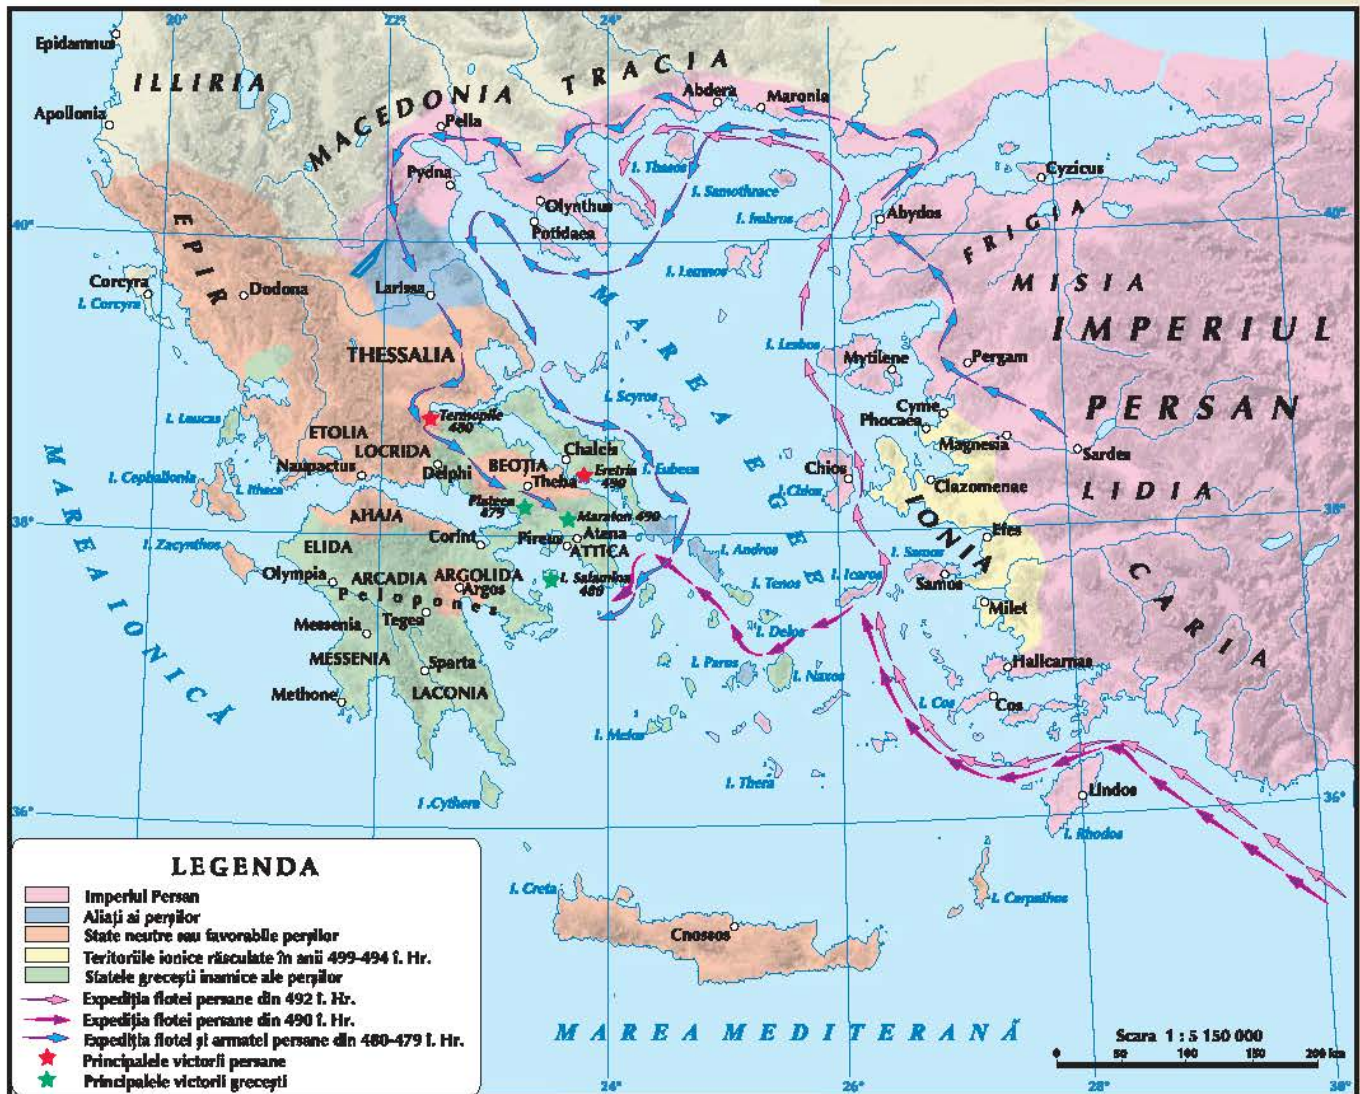 20°
22°
24°
Epidamnus
ILLIRIA
Apollonia
MACEDONIA
TRACIA
Abdera
Maronia
Pella
Pydna
I. Thasos
I. Samothrace
I. Imbros
Cyzicus
Abydos
Olynthus
Potidaea
40°
40°
EPIR
FRIGIA
MISIA
I. Lemnos
Corcyra
I. Corcyra
Dodona
Larissa
MAREA EGEE
IMPERIUL
PERSAN
THESSALIA
I. Lesbos
Mytilene
Pergam
I. Scyros
Cyme
Phocaea
Magnesia
Sardes
I. Leucas
Termopile
480
ETOLIA
LOCRIDA
Naupactus
Delphi
BEOȚIA
Theba
Chalcis
Eretria
490
I. Eubeea
Chios
I. Chios
Clazomenae
LIDIA
I. Cephallonia
I. Ithaca
MAREA IONICĂ
Plateea
479
Maraton 490
38°
38°
AHAIA
Corint
Pireus
Atena
ATTICA
IONIA
Efes
I. Zacynthos
ELIDA
Olympia
ARCADIA
ARGOLIDA
Argos
I. Salamina
480
I. Andros
I. Tenos
I. Icaros
I. Samos
Samos
CARIA
Peloponez
Tegea
Messenia
MESSENIA
Sparta
LACONIA
Methone
I. Delos
I. Paros
I. Naxos
Milet
Halicarnas
I. Cos
Cos
I. Melos
I. Thera
I. Cythera
36°
36°
Lindos
I. Rhodos
I. Creta
Cnossos
I. Carpathos
MAREA MEDITERANĂ
LEGENDA
Imperiul Persan
Aliați ai perșilor
State neutre sau favorabile perșilor
Teritoriile ionice răsculate în anii 499-494 î. Hr.
Statele grecești inamice ale perșilor
Expediția flotei persane din 492 î. Hr.
Expediția flotei persane din 490 î. Hr.
Expediția flotei și armatei persane din 480-479 î. Hr.
Principalele victorii persane
Principalele victorii grecești
Scara 1 : 5 150 000
0 50 100 150 200 km
24°
26°
28°
30°